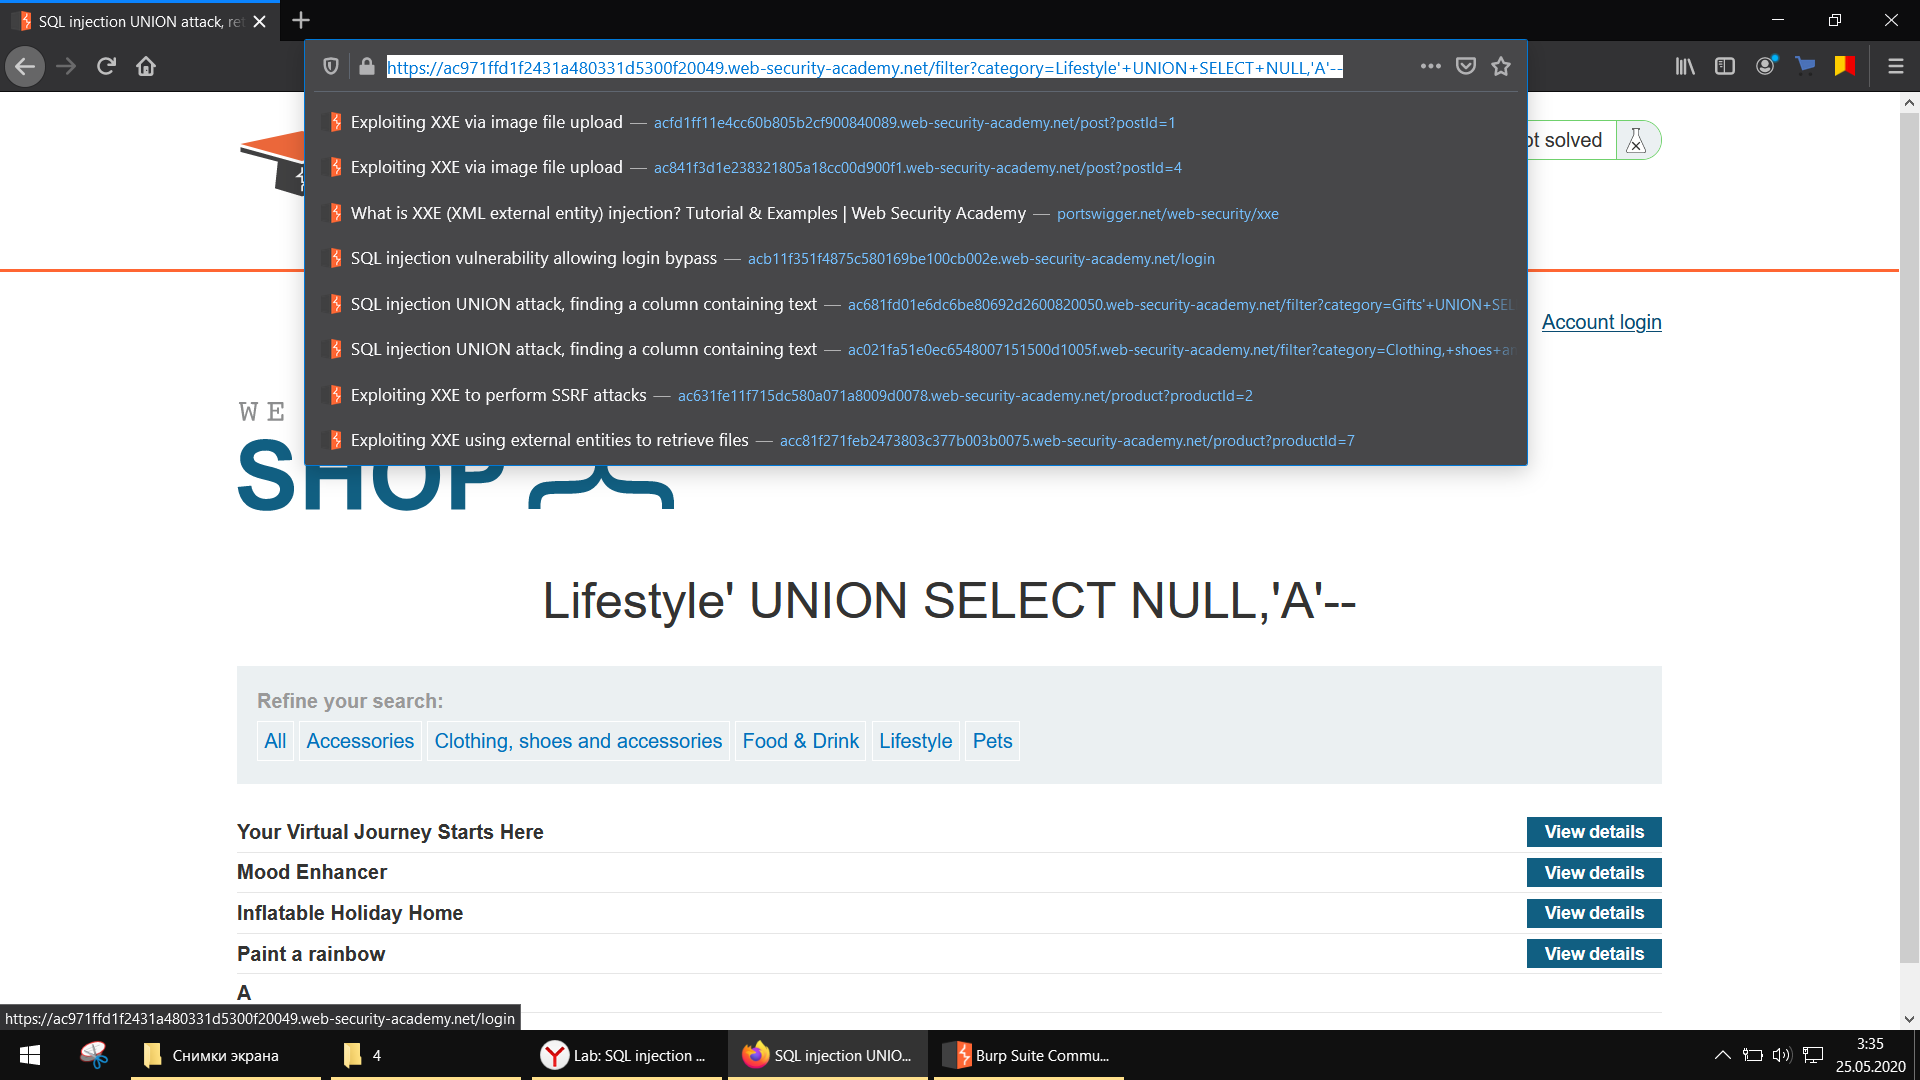 SQL injection UNION attack, ret
https://ac971ffd1f2431a480331d5300f20049.web-security-academy.net/filter?category=Lifestyle'+UNION+SELECT+NULL,'A'--
Exploiting XXE via image file upload — acfd1ff11e4cc60b805b2cf900840089.web-security-academy.net/post?postId=1
Exploiting XXE via image file upload — ac841f3d1e238321805a18cc00d900f1.web-security-academy.net/post?postId=4
What is XXE (XML external entity) injection? Tutorial & Examples | Web Security Academy — portswigger.net/web-security/xxe
SQL injection vulnerability allowing login bypass — acb11f351f4875c580169be100cb002e.web-security-academy.net/login
SQL injection UNION attack, finding a column containing text — ac681fd01e6dc6be80692d2600820050.web-security-academy.net/filter?category=Gifts'+UNION+SEL
SQL injection UNION attack, finding a column containing text — ac021fa51e0ec6548007151500d1005f.web-security-academy.net/filter?category=Clothing,+shoes+an
Exploiting XXE to perform SSRF attacks — ac631fe11f715dc580a071a8009d0078.web-security-academy.net/product?productId=2
Exploiting XXE using external entities to retrieve files — acc81f271feb2473803c377b003b0075.web-security-academy.net/product?productId=7
ot solved
Account login
WE
SHOP
Lifestyle' UNION SELECT NULL,'A'--
Refine your search:
All Accessories Clothing, shoes and accessories Food & Drink Lifestyle Pets
Your Virtual Journey Starts Here View details
Mood Enhancer View details
Inflatable Holiday Home View details
Paint a rainbow View details
A
https://ac971ffd1f2431a480331d5300f20049.web-security-academy.net/login
Снимки экрана 4 Lab: SQL injection ... SQL injection UNIO... Burp Suite Commu...
3:35
25.05.2020